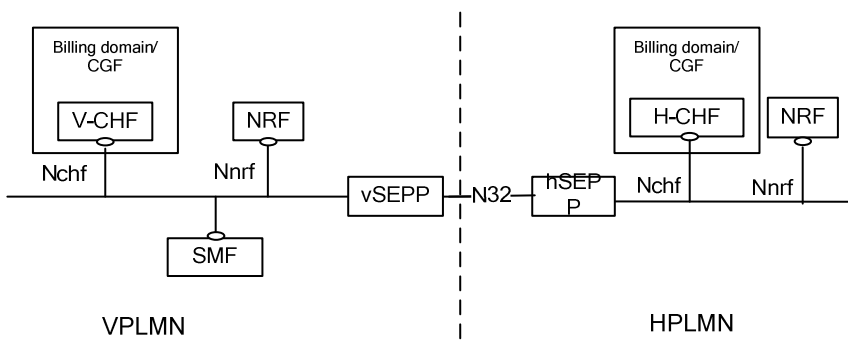 Billing domain/
CGF
V-CHF
NRF
Nchf
Nnrf
vSEPP
SMF
VPLMN
N32
Billing domain/
CGF
H-CHF
NRF
hSEP
P
Nchf
Nnrf
HPLMN